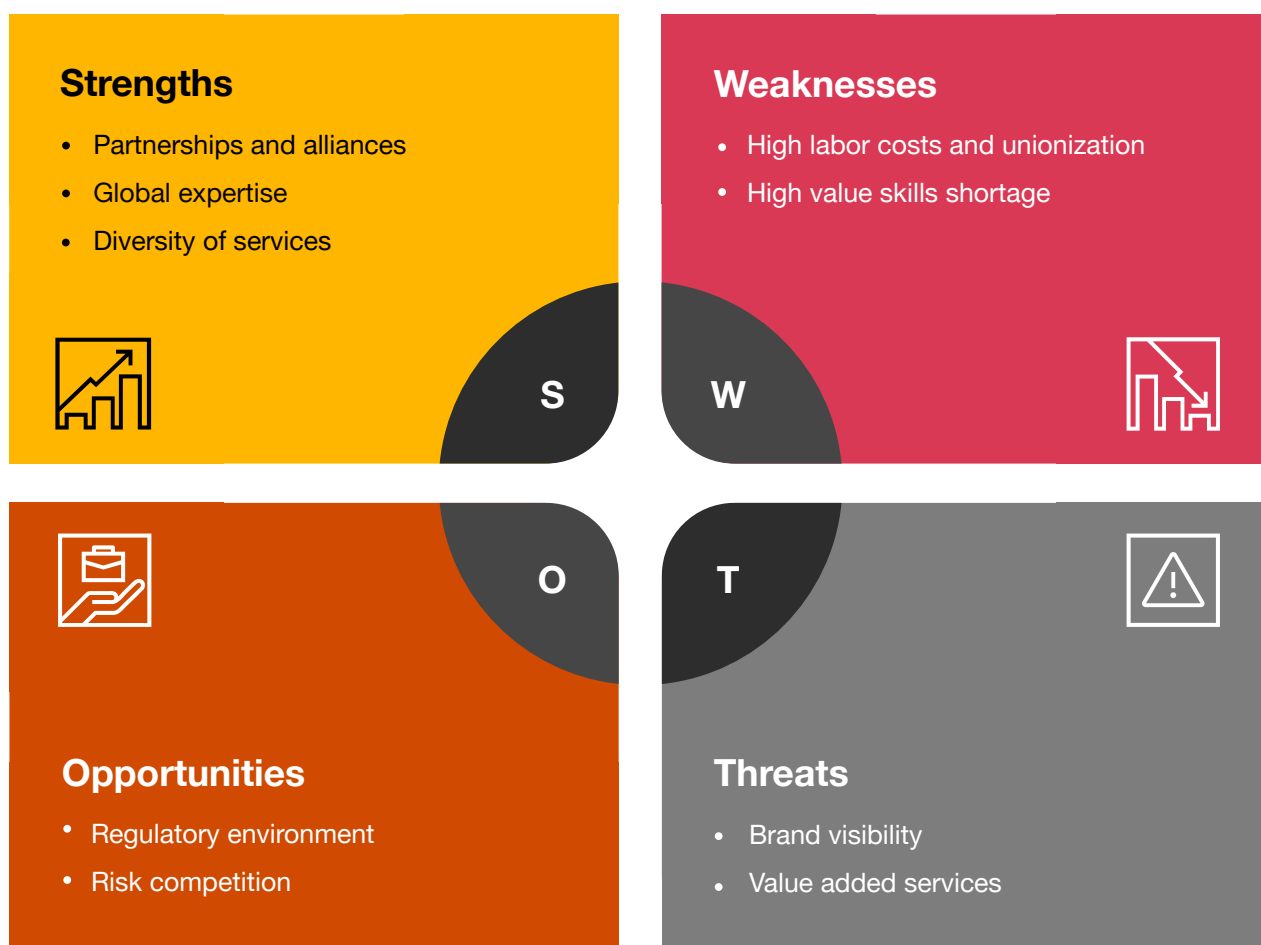 Strengths
• Partnerships and alliances
• Global expertise
• Diversity of services
S
Weaknesses
• High labor costs and unionization
• High value skills shortage
W
O
Opportunities
• Regulatory environment
• Risk competition
T
Threats
• Brand visibility
• Value added services